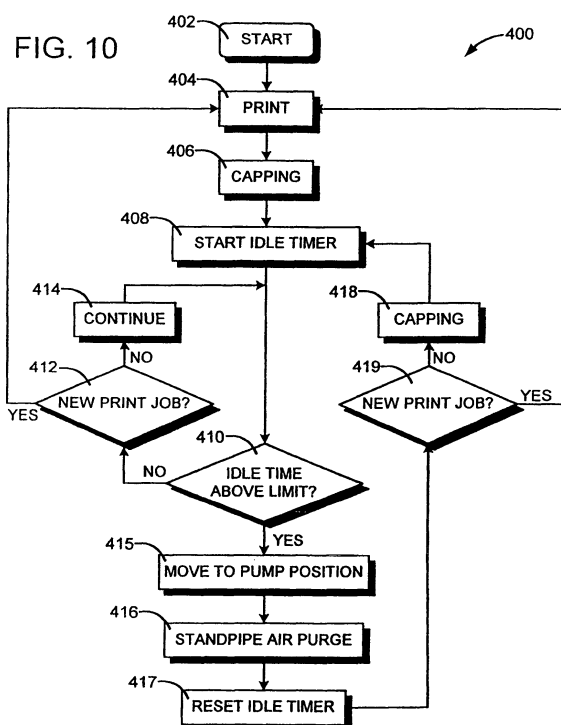 FIG. 10
402
START
400
404
PRINT
406
CAPPING
408
START IDLE TIMER
414
CONTINUE
418
CAPPING
NO
NO
412
NEW PRINT JOB?
YES
419
NEW PRINT JOB?
YES
410
IDLE TIME
ABOVE LIMIT?
NO
YES
415
MOVE TO PUMP POSITION
416
STANDPIPE AIR PURGE
417
RESET IDLE TIMER